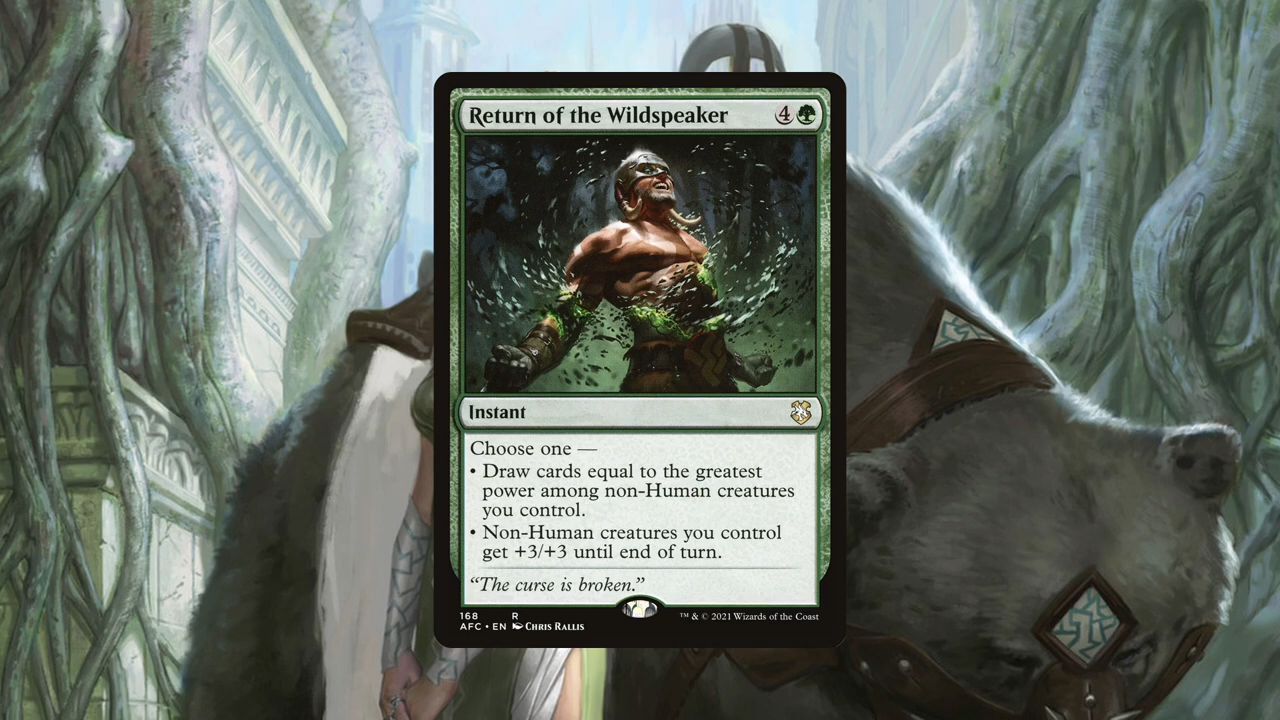 Return of the Wildspeaker 4
Instant
Choose one —
• Draw cards equal to the greatest
power among non-Human creatures
you control.
• Non-Human creatures you control
get +3/+3 until end of turn.
“The curse is broken.”
168 R
AFC • EN Chris Rallis
™ & © 2021 Wizards of the Coast